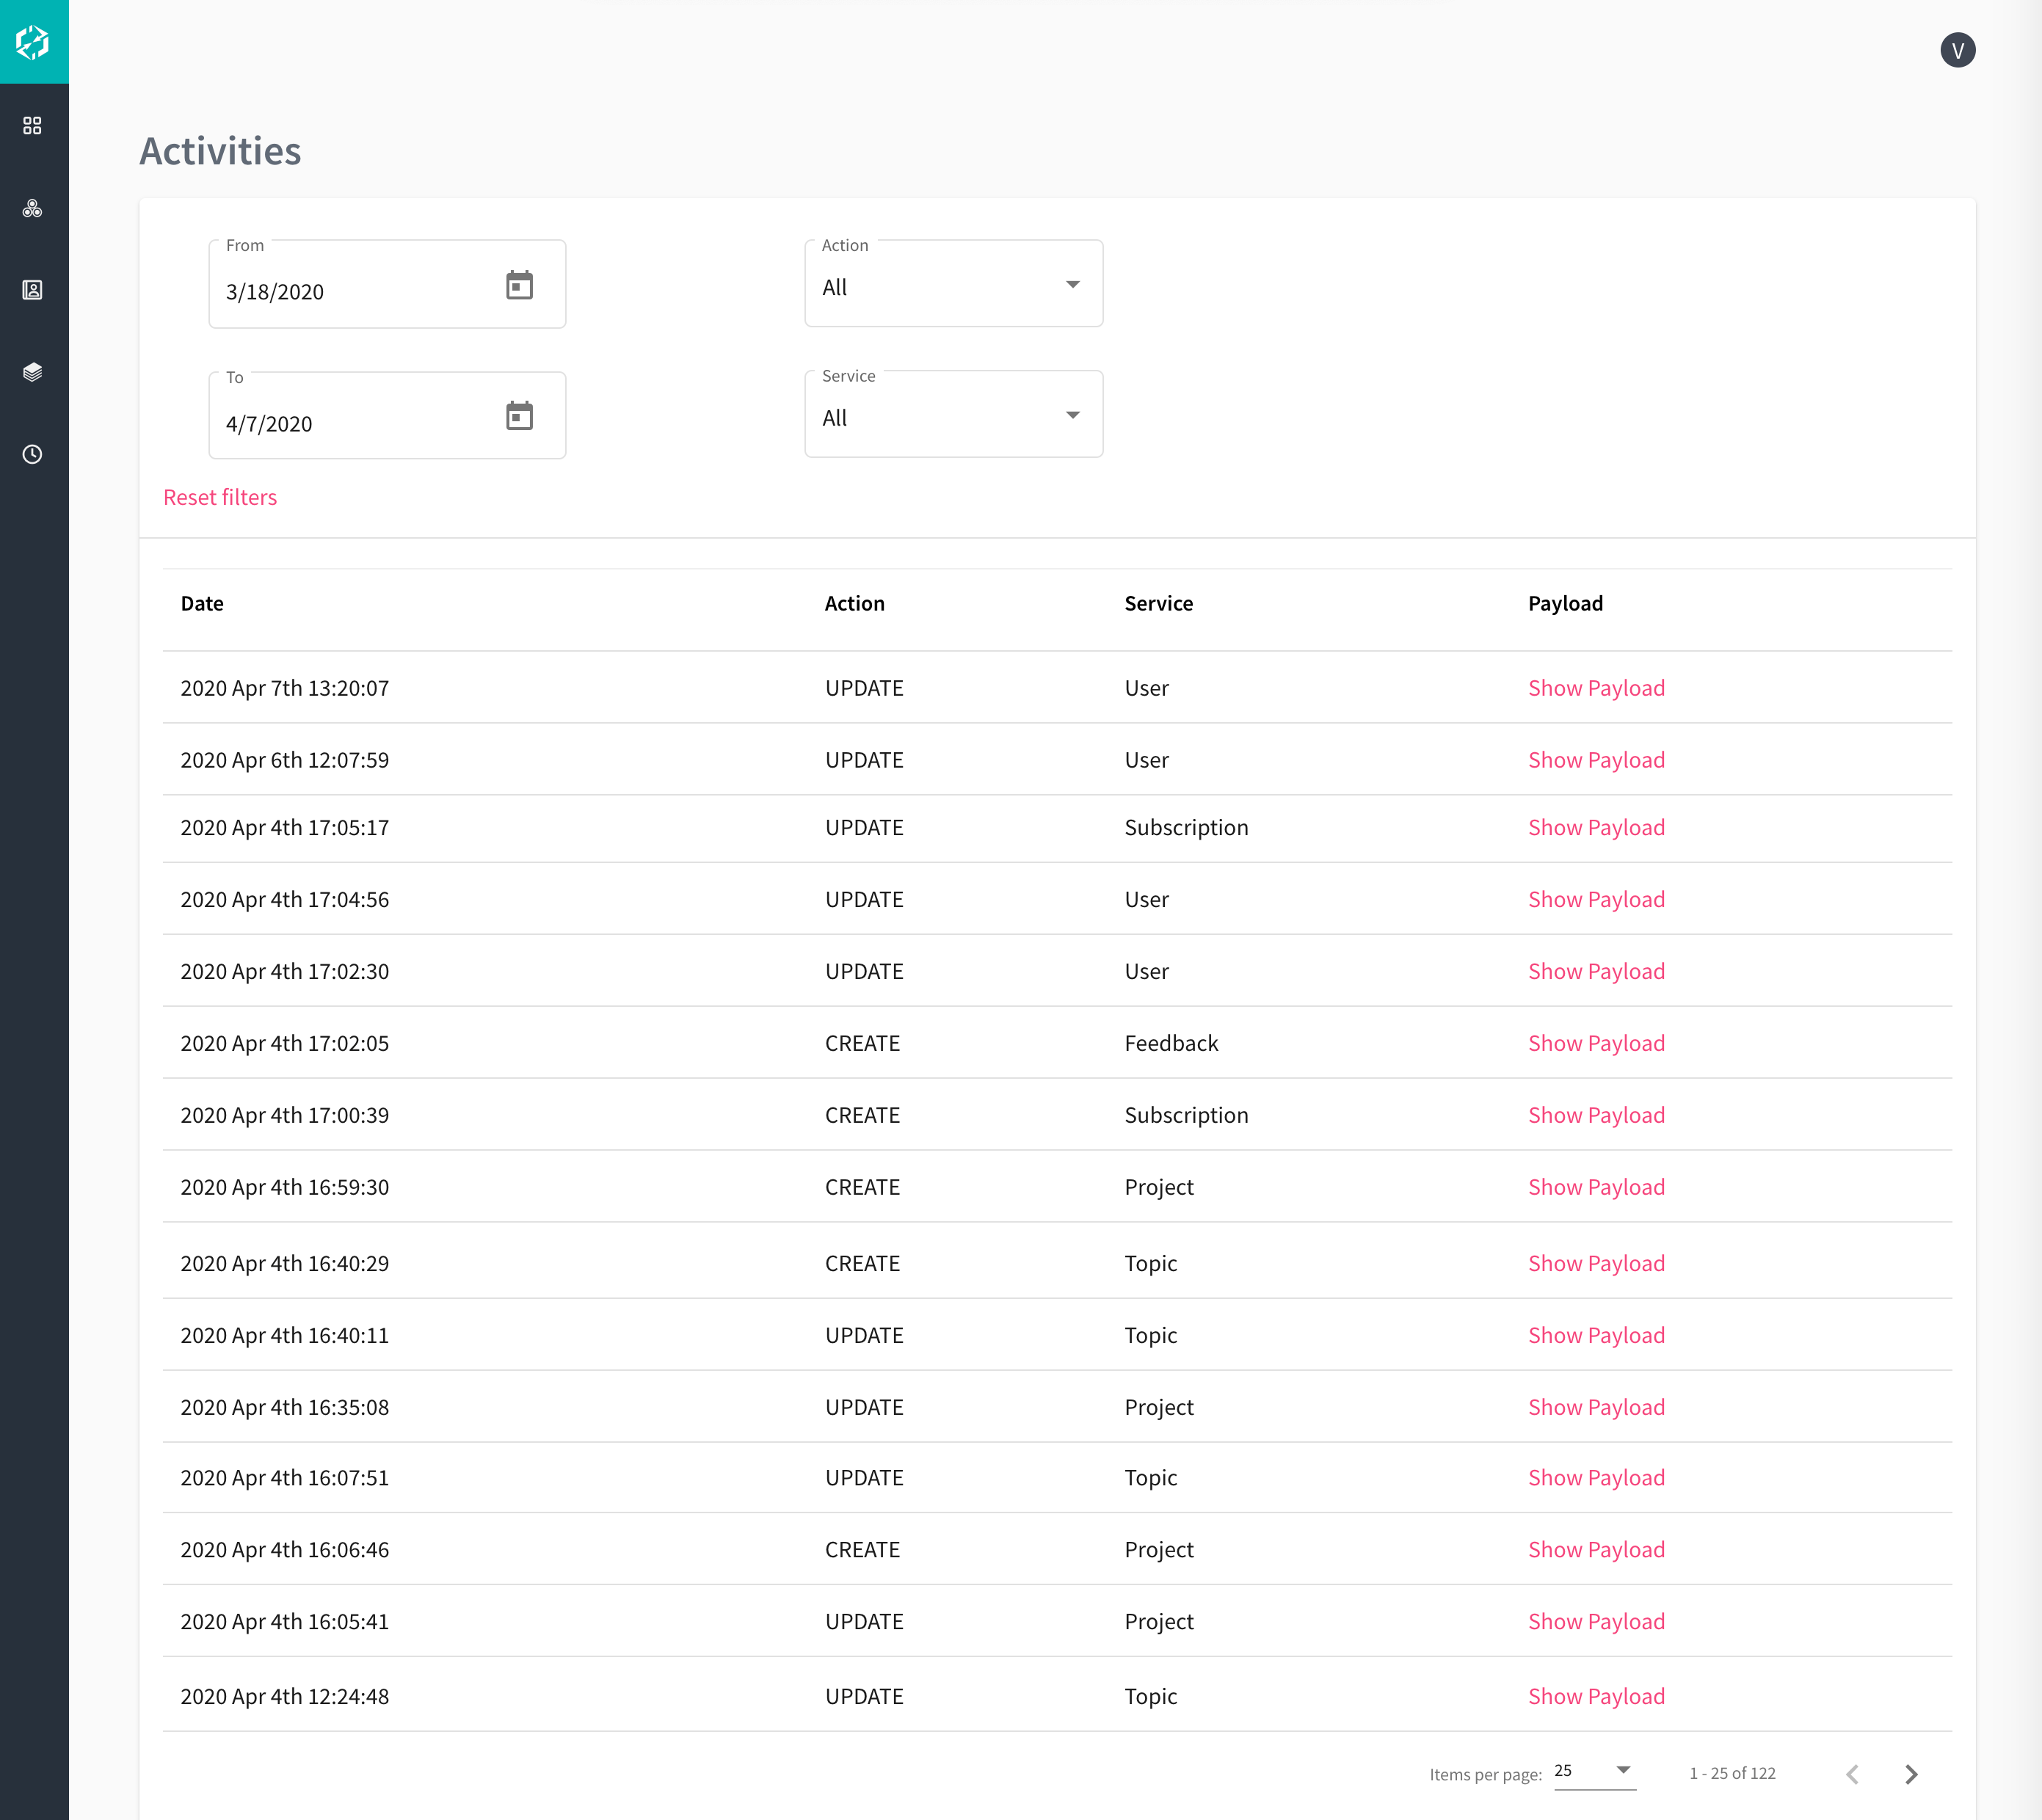 V
Activities
From
3/18/2020
Action
All
To
4/7/2020
Service
All
Reset filters
Date Action Service Payload
2020 Apr 7th 13:20:07 UPDATE User Show Payload
2020 Apr 6th 12:07:59 UPDATE User Show Payload
2020 Apr 4th 17:05:17 UPDATE Subscription Show Payload
2020 Apr 4th 17:04:56 UPDATE User Show Payload
2020 Apr 4th 17:02:30 UPDATE User Show Payload
2020 Apr 4th 17:02:05 CREATE Feedback Show Payload
2020 Apr 4th 17:00:39 CREATE Subscription Show Payload
2020 Apr 4th 16:59:30 CREATE Project Show Payload
2020 Apr 4th 16:40:29 CREATE Topic Show Payload
2020 Apr 4th 16:40:11 UPDATE Topic Show Payload
2020 Apr 4th 16:35:08 UPDATE Project Show Payload
2020 Apr 4th 16:07:51 UPDATE Topic Show Payload
2020 Apr 4th 16:06:46 CREATE Project Show Payload
2020 Apr 4th 16:05:41 UPDATE Project Show Payload
2020 Apr 4th 12:24:48 UPDATE Topic Show Payload
Items per page: 25 1 - 25 of 122